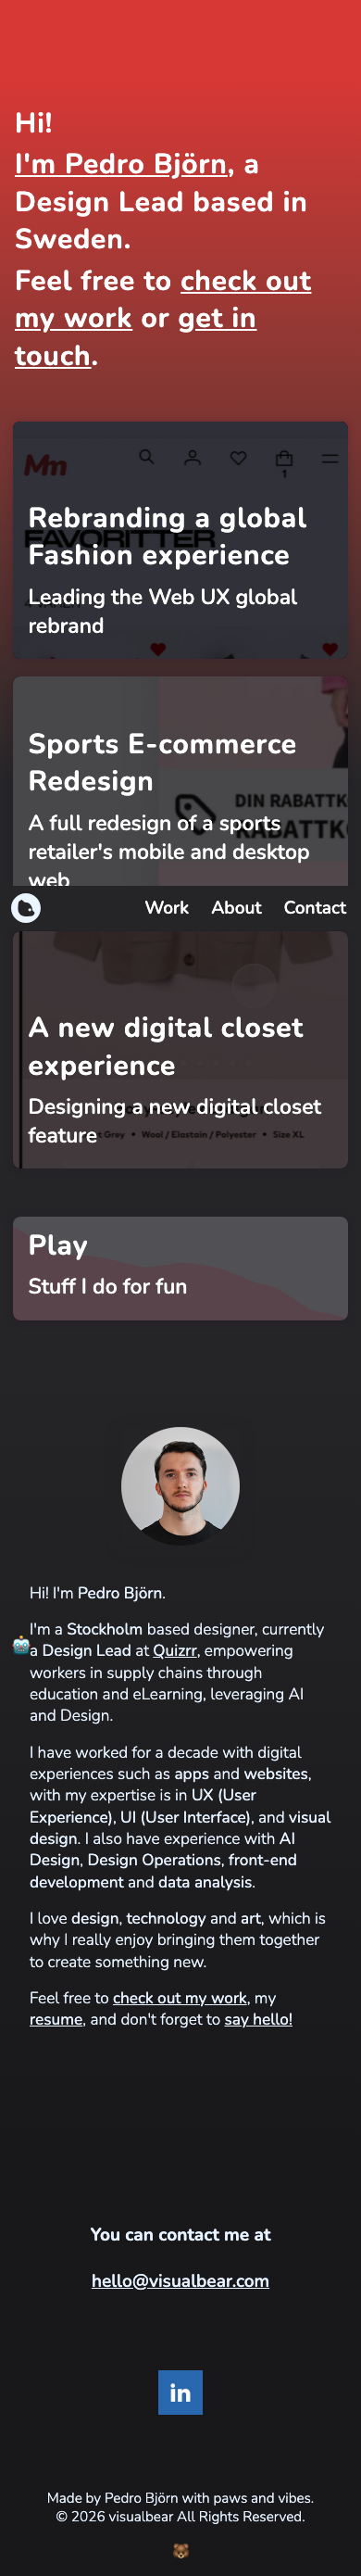 Hi!
I'm Pedro Björn, a
Design Lead based in
Sweden.
Feel free to check out
my work or get in
touch.
Mm
1
FAVORITTER
Rebranding a global
Fashion experience
Leading the Web UX global
rebrand
Sports E-commerce
Redesign
DIN RABATTK
RABATTKO
A full redesign of a sports
retailer's mobile and desktop
web
Work About Contact
A new digital closet
experience
Designing a new digital closet
feature
Grey • Wool / Elastain / Polyester • Size XL
Play
Stuff I do for fun
Hi! I'm Pedro Björn.
I'm a Stockholm based designer, currently
a Design Lead at Quizrr, empowering
workers in supply chains through
education and eLearning, leveraging AI
and Design.
I have worked for a decade with digital
experiences such as apps and websites,
with my expertise is in UX (User
Experience), UI (User Interface), and visual
design. I also have experience with AI
Design, Design Operations, front-end
development and data analysis.
I love design, technology and art, which is
why I really enjoy bringing them together
to create something new.
Feel free to check out my work, my
resume, and don't forget to say hello!
You can contact me at
hello@visualbear.com
in
Made by Pedro Björn with paws and vibes.
© 2026 visualbear All Rights Reserved.